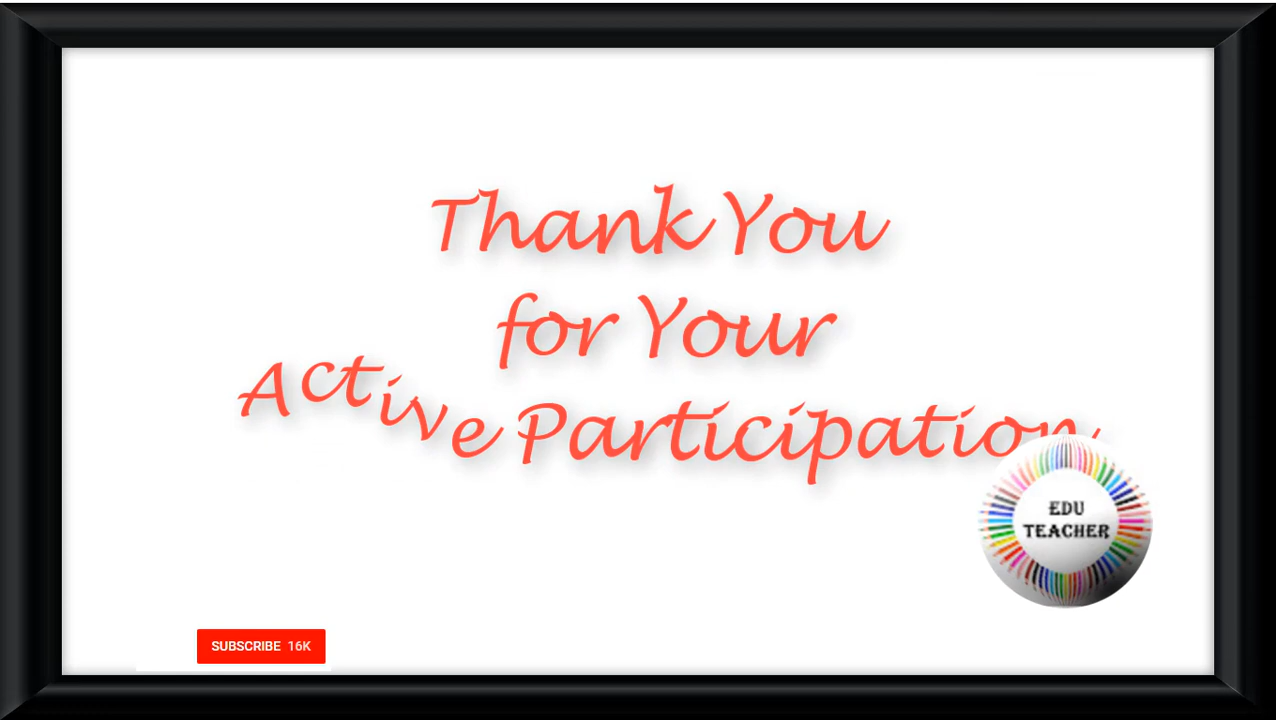 Thank You
for Your
Active Participation
EDU
TEACHER
SUBSCRIBE 16K